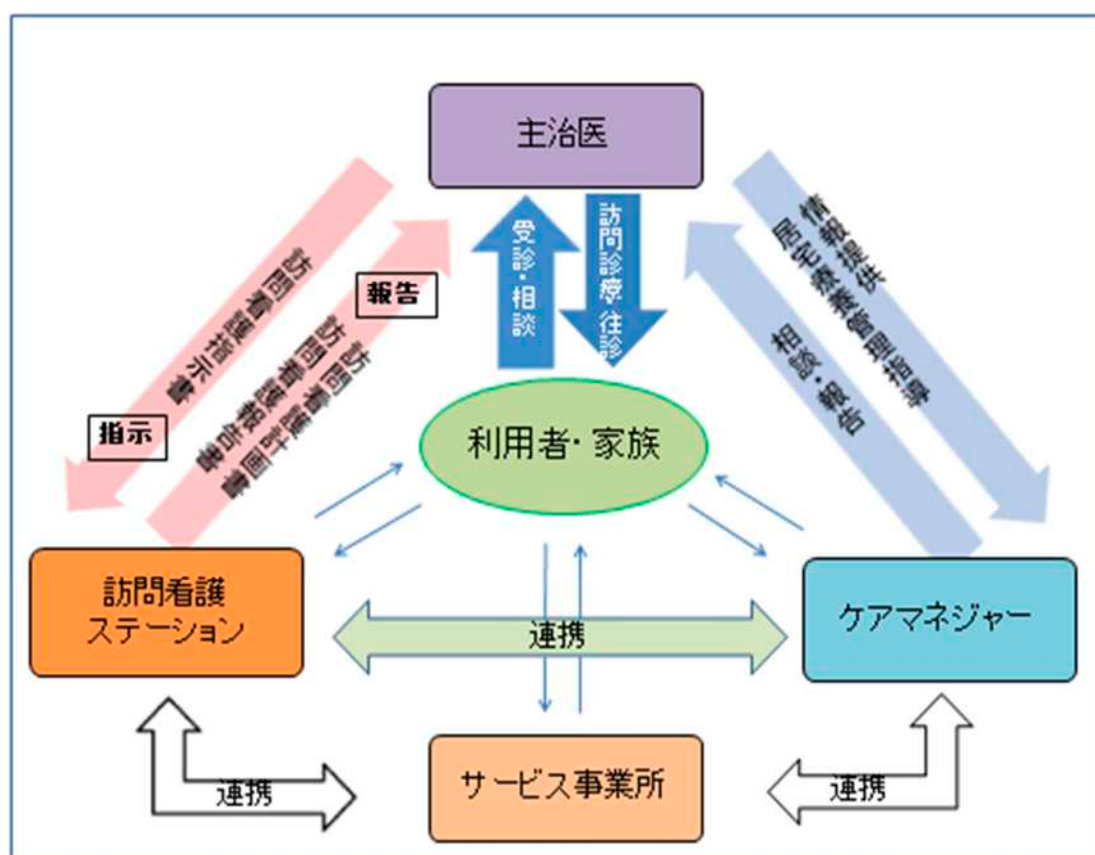 主治医
受診・相談
訪問診療・往診
訪問看護指示書
指示
報告
訪問看護計画書
訪問看護報告書
情報提供
居宅療養管理指導
相談・報告
利用者・家族
訪問看護
ステーション
連携
ケアマネジャー
連携
サービス事業所
連携